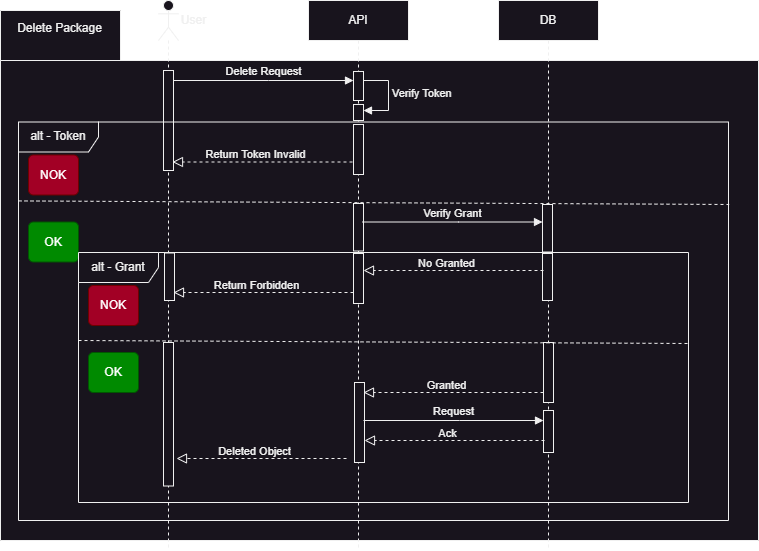 Delete Package
User
API
DB
Delete Request
Verify Token
alt - Token
Return Token Invalid
NOK
Verify Grant
OK
alt - Grant
No Granted
Return Forbidden
NOK
OK
Granted
Request
Ack
Deleted Object